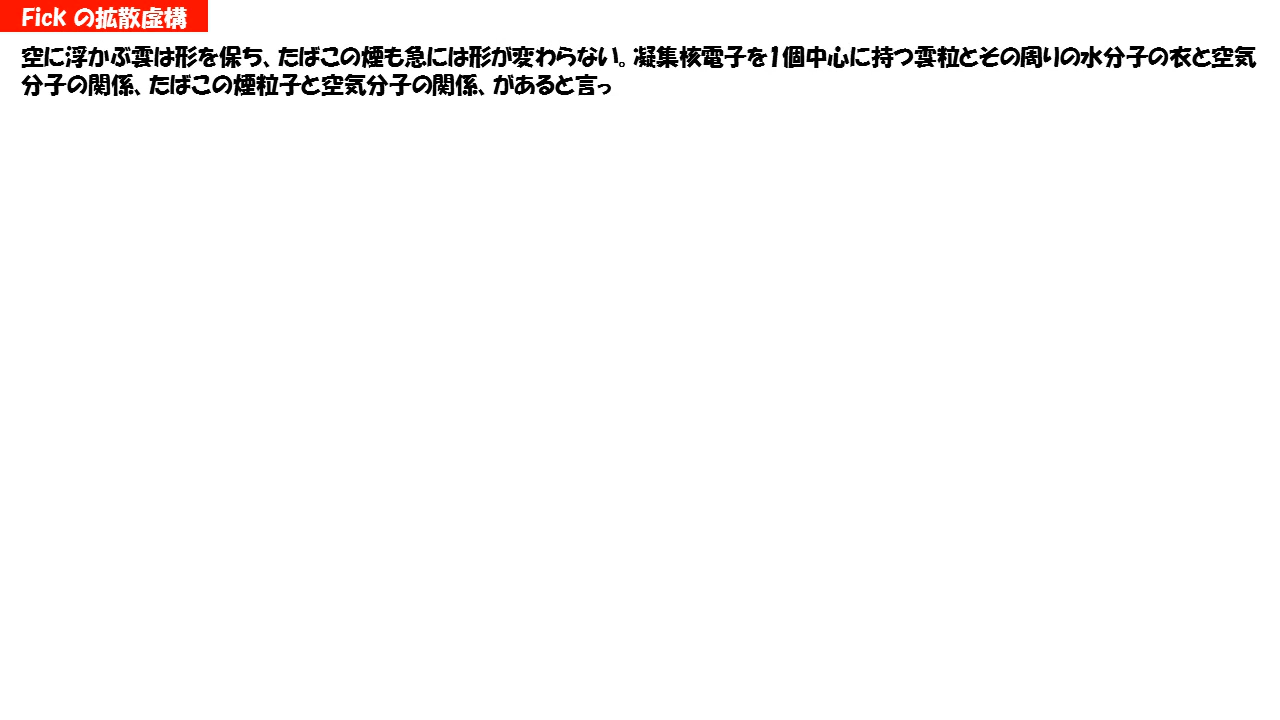 Fick の拡散虚構
空に浮かぶ雲は形を保ち、たばこの煙も急には形が変わらない。凝集核電子を1個中心に持つ雲粒とその周りの水分子の衣と空気
分子の関係、たばこの煙粒子と空気分子の関係、があると言っ